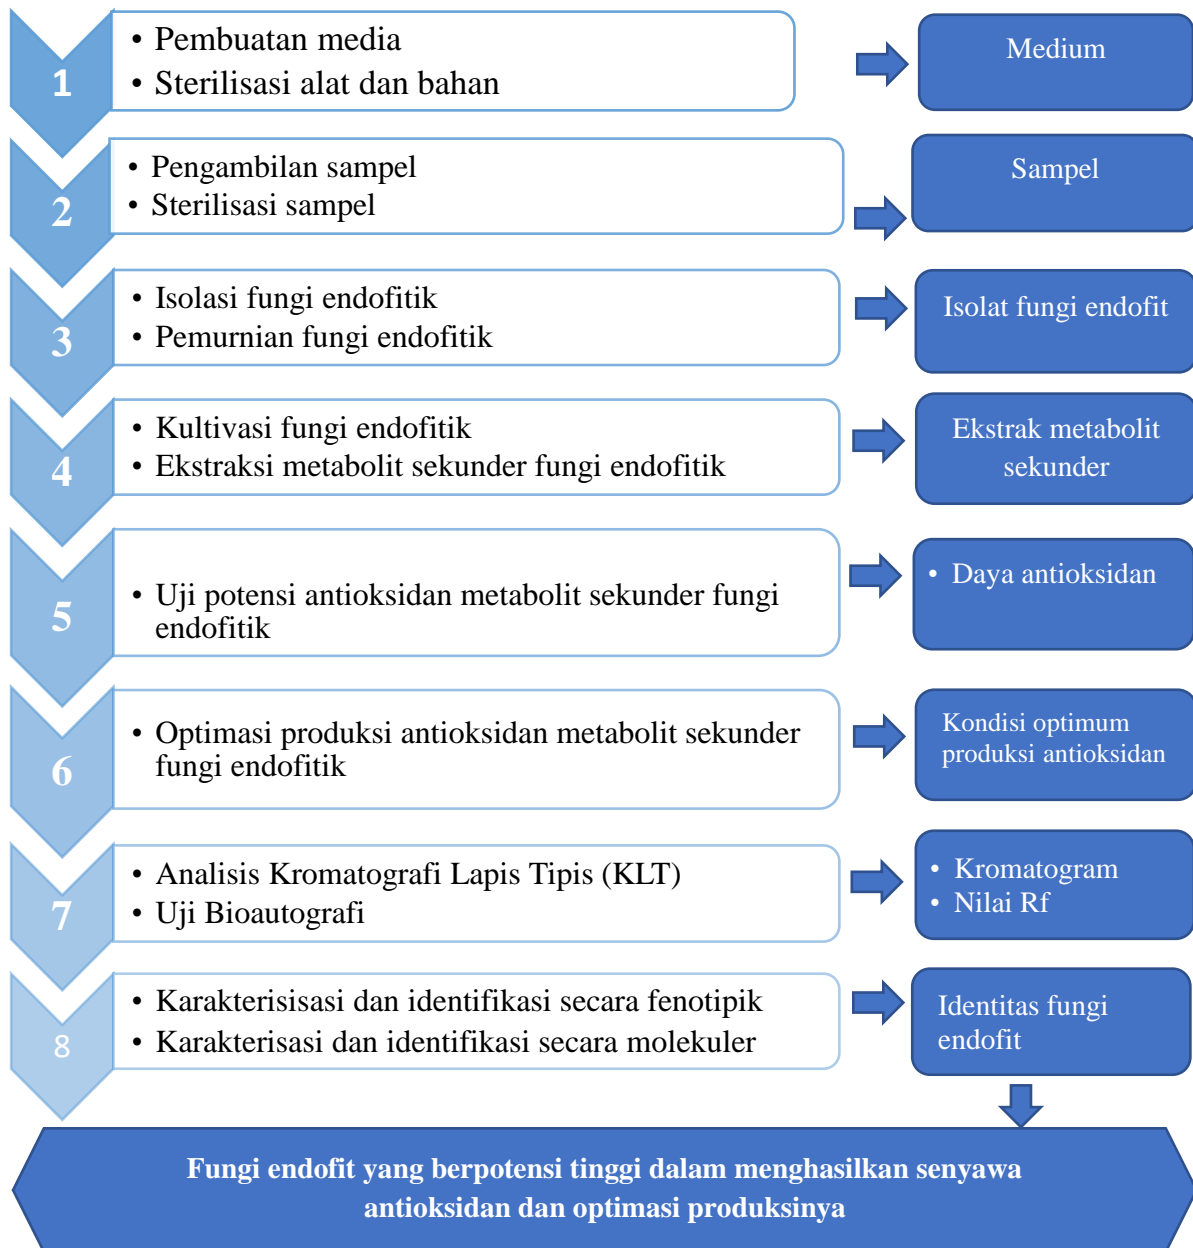 1
• Pembuatan media
• Sterilisasi alat dan bahan
Medium
2
• Pengambilan sampel
• Sterilisasi sampel
Sampel
3
• Isolasi fungi endofitik
• Pemurnian fungi endofitik
Isolat fungi endofit
4
• Kultivasi fungi endofitik
• Ekstraksi metabolit sekunder fungi endofitik
Ekstrak metabolit
sekunder
5
• Uji potensi antioksidan metabolit sekunder fungi
endofitik
• Daya antioksidan
6
• Optimasi produksi antioksidan metabolit sekunder
fungi endofitik
Kondisi optimum
produksi antioksidan
7
• Analisis Kromatografi Lapis Tipis (KLT)
• Uji Bioautografi
• Kromatogram
• Nilai Rf
8
• Karakterisisasi dan identifikasi secara fenotipik
• Karakterisasi dan identifikasi secara molekuler
Identitas fungi
endofit
Fungi endofit yang berpotensi tinggi dalam menghasilkan senyawa
antioksidan dan optimasi produksinya